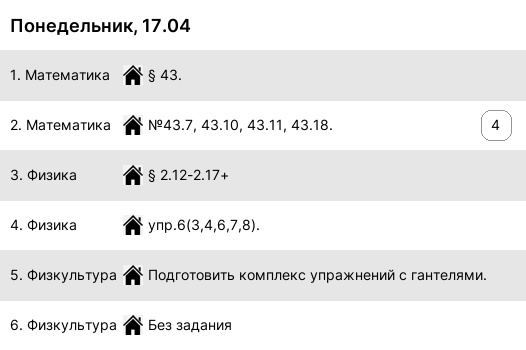 Понедельник, 17.04
1. Математика § 43.
2. Математика №43.7, 43.10, 43.11, 43.18. 4
3. Физика § 2.12-2.17+
4. Физика упр.6(3,4,6,7,8).
5. Физкультура Подготовить комплекс упражнений с гантелями.
6. Физкультура Без задания